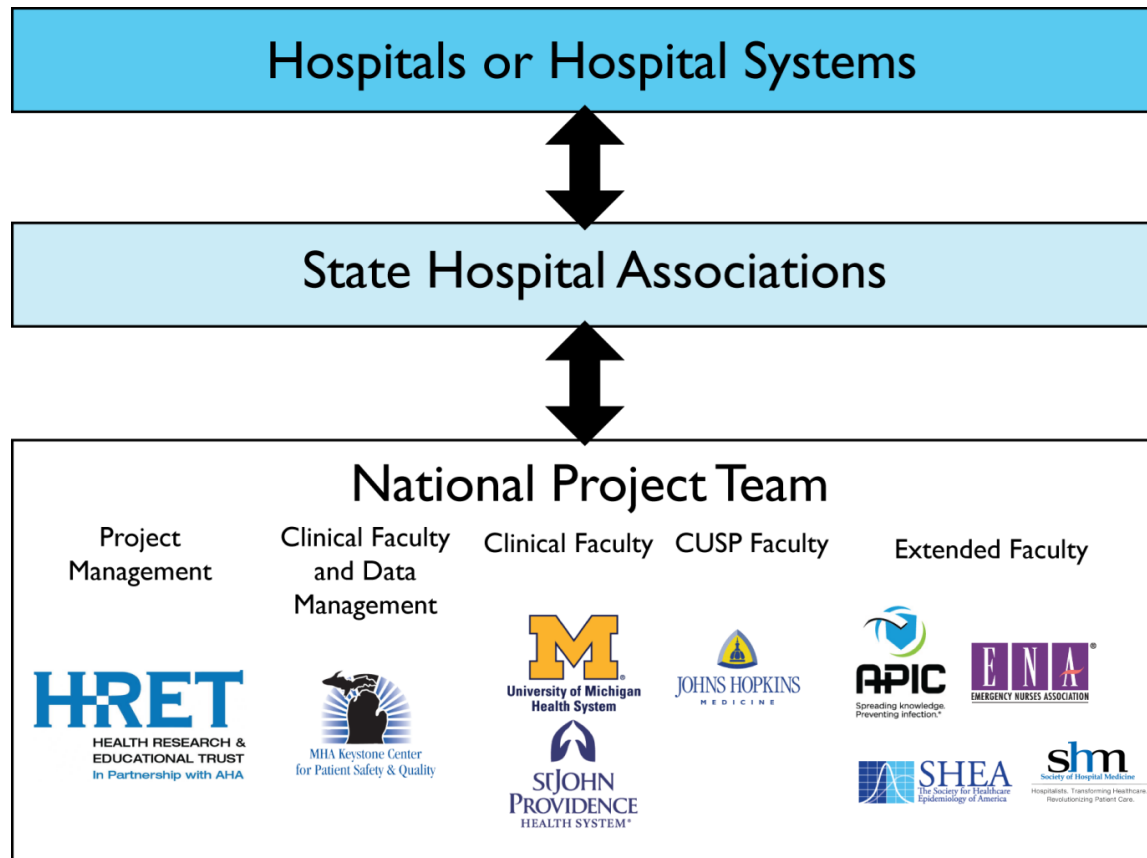 Hospitals or Hospital Systems
State Hospital Associations
National Project Team
Project
Management
Clinical Faculty
and Data
Management
Clinical Faculty
CUSP Faculty
Extended Faculty
HRET
HEALTH RESEARCH &
EDUCATIONAL TRUST
In Partnership with AHA
MHA Keystone Center
for Patient Safety & Quality
M
University of Michigan
Health System
ST JOHN
PROVIDENCE
HEALTH SYSTEM®
JOHNS HOPKINS
MEDICINE
APIC
Spreading knowledge.
Preventing infection.®
ENA®
EMERGENCY NURSES ASSOCIATION
SHEA
The Society for Healthcare
Epidemiology of America
shm
Society of Hospital Medicine
Hospitalists. Transforming Healthcare.
Revolutionizing Patient Care.